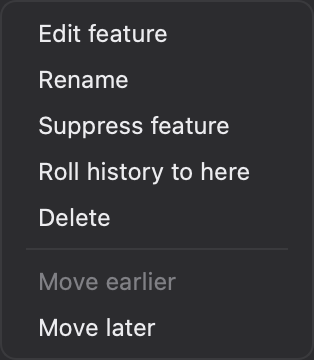 Edit feature
Rename
Suppress feature
Roll history to here
Delete
Move earlier
Move later